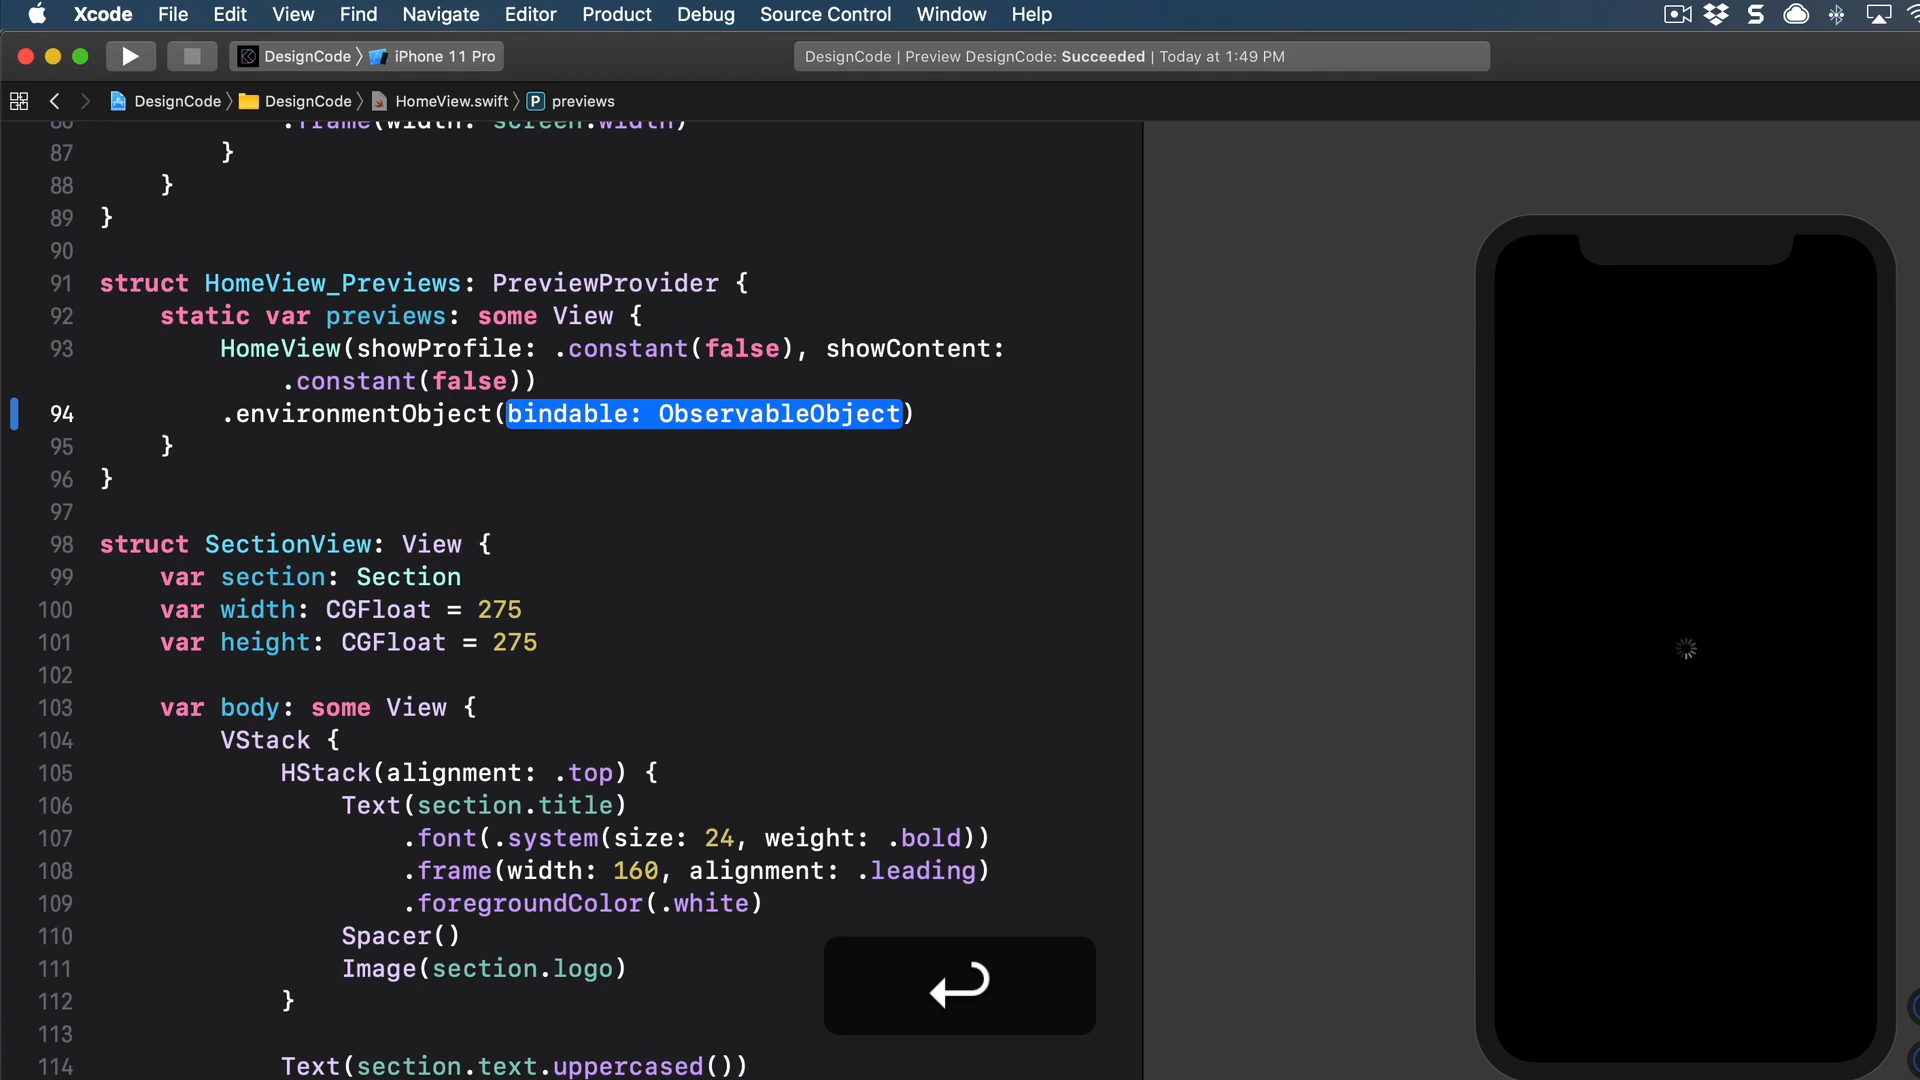 Xcode File Edit View Find Navigate Editor Product Debug Source Control Window Help
DesignCode iPhone 11 Pro
DesignCode | Preview DesignCode: Succeeded | Today at 1:49 PM
DesignCode DesignCode HomeView.swift P previews
86 .frame(width: screen.width)
87 }
88 }
89 }
90
91 struct HomeView_Previews: PreviewProvider {
92 static var previews: some View {
93 HomeView(showProfile: .constant(false), showContent:
.constant(false))
94 .environmentObject(bindable: ObservableObject)
95 }
96 }
97
98 struct SectionView: View {
99 var section: Section
100 var width: CGFloat = 275
101 var height: CGFloat = 275
102
103 var body: some View {
104 VStack {
105 HStack(alignment: .top) {
106 Text(section.title)
107 .font(.system(size: 24, weight: .bold))
108 .frame(width: 160, alignment: .leading)
109 .foregroundColor(.white)
110 Spacer()
111 Image(section.logo)
112 }
113
114 Text(section.text.uppercased())